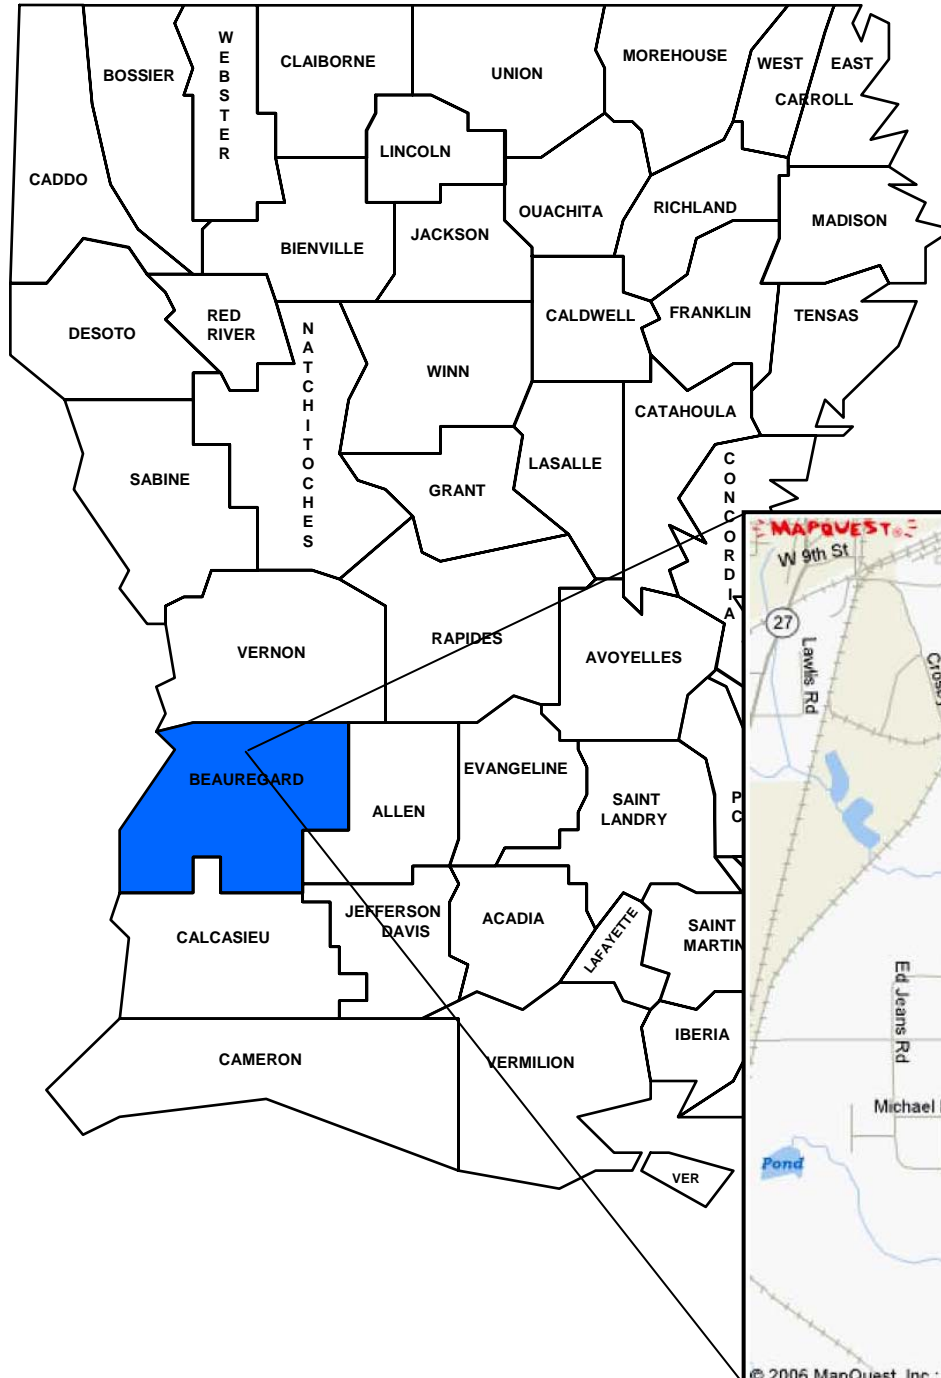 WEBSTER
CLAIBORNE
MOREHOUSE
BOSSIER
UNION
WEST
EAST
CARROLL
LINCOLN
CADDO
OUACHITA
RICHLAND
MADISON
JACKSON
BIENVILLE
RED
RIVER
CALDWELL
FRANKLIN
TENSAS
DESOTO
NATCHITOCHES
WINN
CATAHOULA
LASALLE
SABINE
GRANT
CONCORDIA
MAPQUEST
W 9th St
27
Lawlis Rd
Crosby
RAPIDES
VERNON
AVOYELLES
BEAUREGARD
EVANGELINE
ALLEN
SAINT
LANDRY
P
C
JEFFERSON
DAVIS
ACADIA
LAFAYETTE
SAINT
MARTIN
CALCASIEU
Ed Jeans Rd
IBERIA
CAMERON
VERMILION
Michael
Pond
VER
© 2006 MapQuest, Inc.;